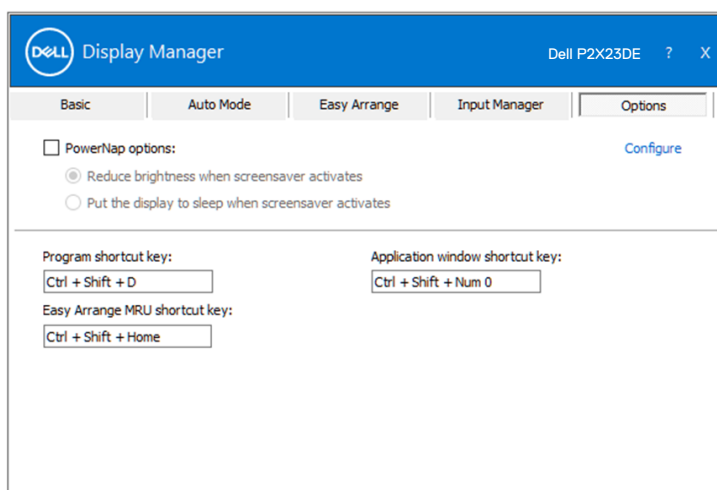 DELL Display Manager Dell P2X23DE ? X
Basic Auto Mode Easy Arrange Input Manager Options
PowerNap options: Configure
Reduce brightness when screensaver activates
Put the display to sleep when screensaver activates
Program shortcut key: Application window shortcut key:
Ctrl + Shift + D Ctrl + Shift + Num 0
Easy Arrange MRU shortcut key:
Ctrl + Shift + Home